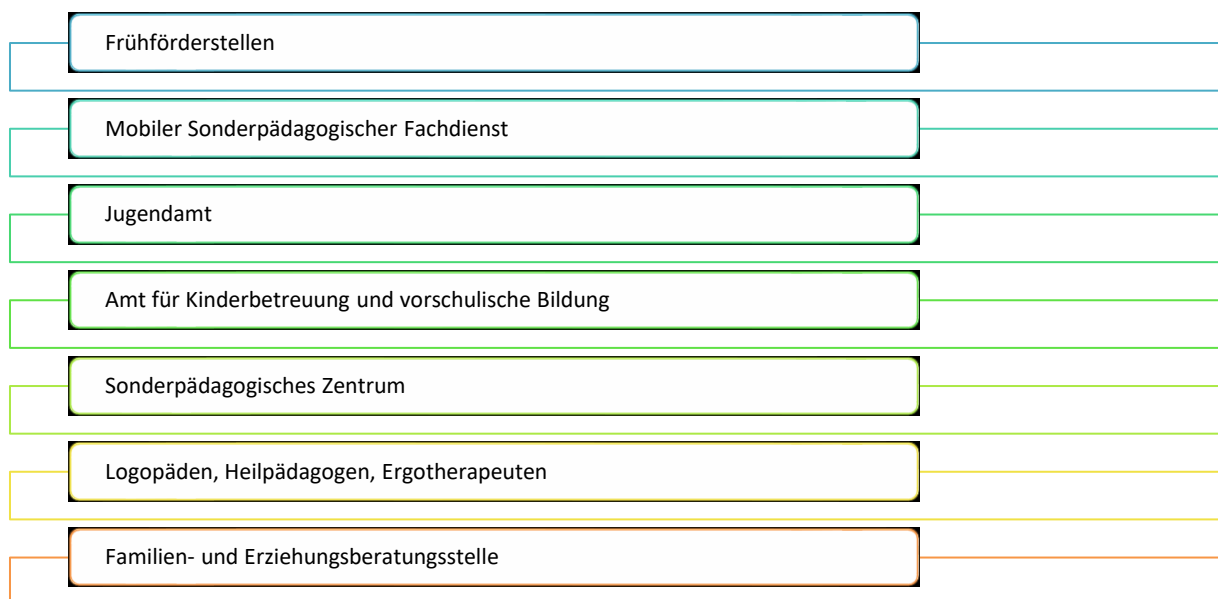 Frühförderstellen
Mobiler Sonderpädagogischer Fachdienst
Jugendamt
Amt für Kinderbetreuung und vorschulische Bildung
Sonderpädagogisches Zentrum
Logopäden, Heilpädagogen, Ergotherapeuten
Familien- und Erziehungsberatungsstelle